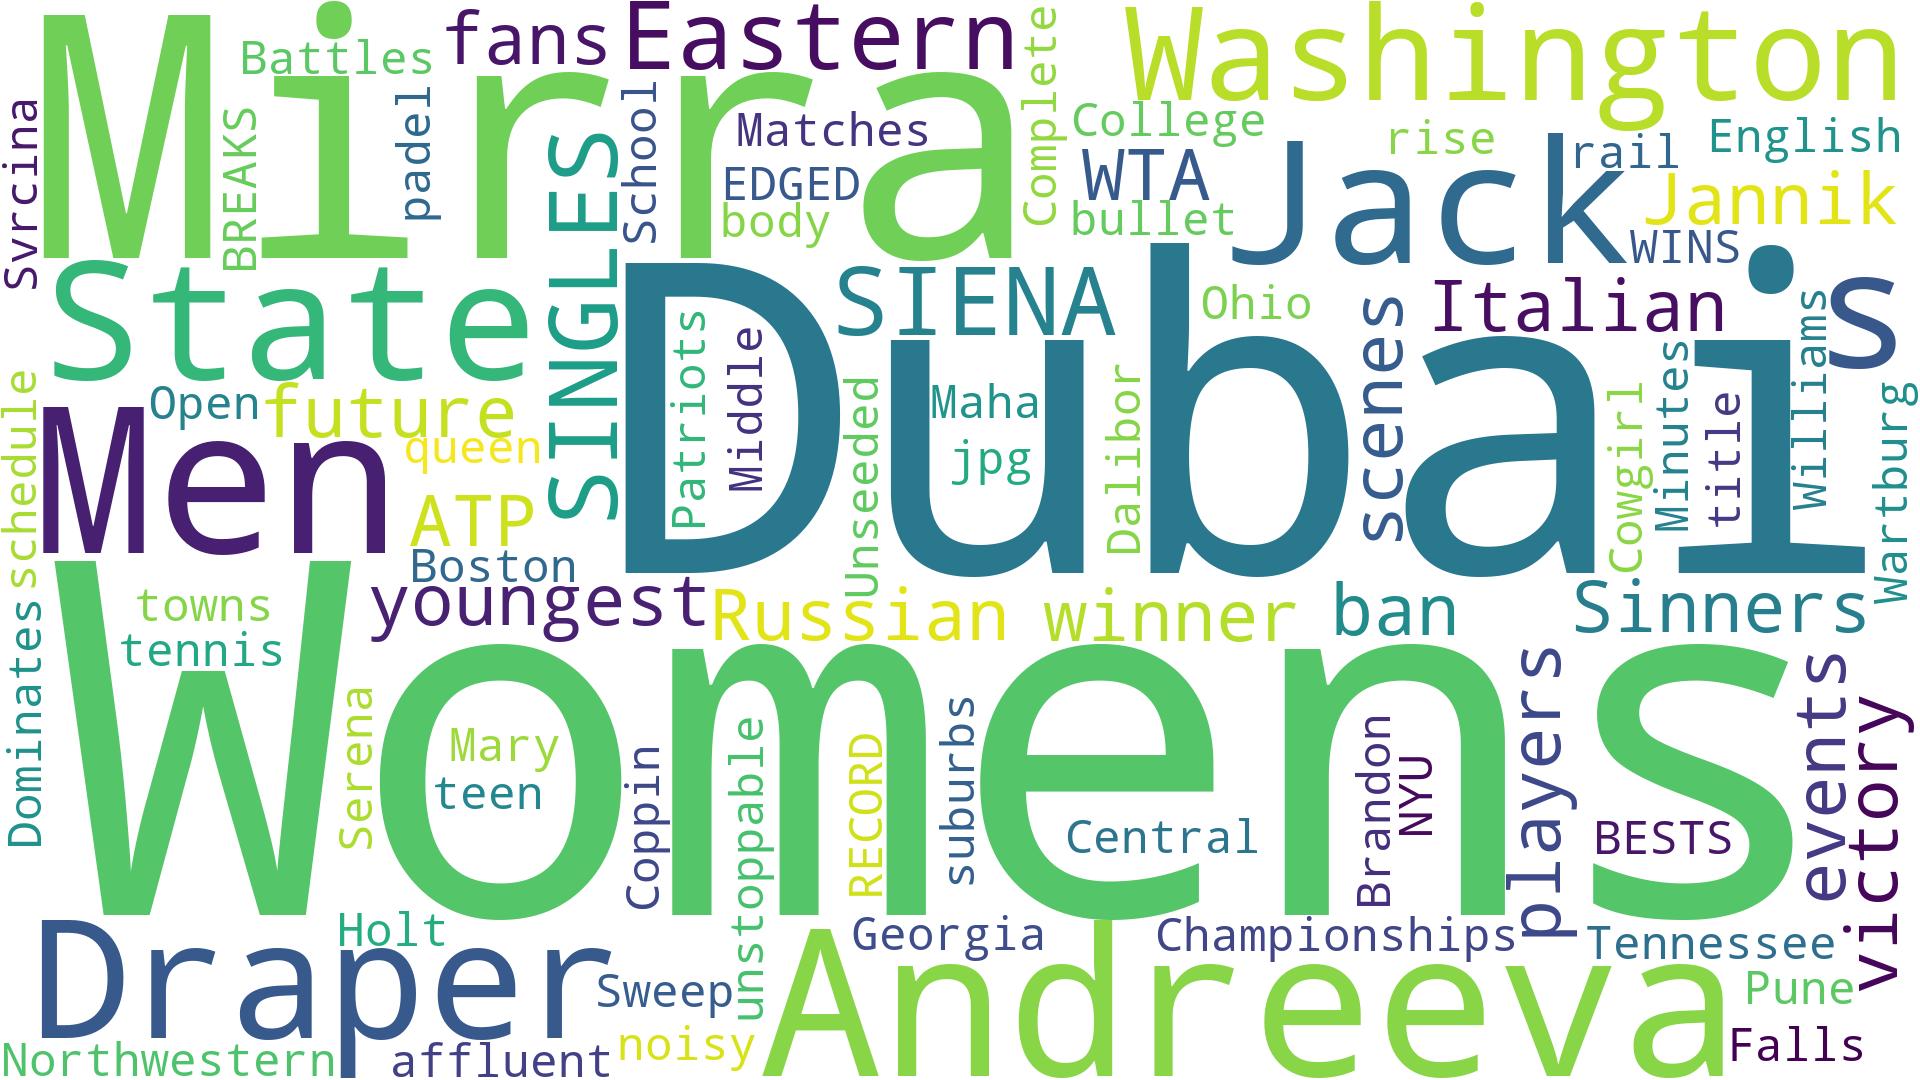 Mirra
Battles
fans
Eastern
Complete
Washington
Svrcina
BREAKS
padel
SINGLES
School
Matches
EDGED
body
College
WTA
bullet
Jack
rise
rail
English
Jannik
WINS
State
Dubai
s
SIENA
Ohio
scenes
Italian
Williams
Patriots
Middle
Unseeded
Maha
jpg
Dalibor
Cowgirl
Minutes
title
Wartburg
schedule
Open
future
Men
queen
ATP
Boston
youngest
Russian
winner
ban
Sinners
Womens
towns
tennis
Dominates
Serena
Mary
teen
Coppin
unstoppable
RECORD
suburbs
Central
Brandon
NYU
players
BESTS
events
victory
Draper
Holt
Sweep
noisy
Georgia
Championships
Tennessee
Andreeva
Pune
Falls
Northwestern
affluent